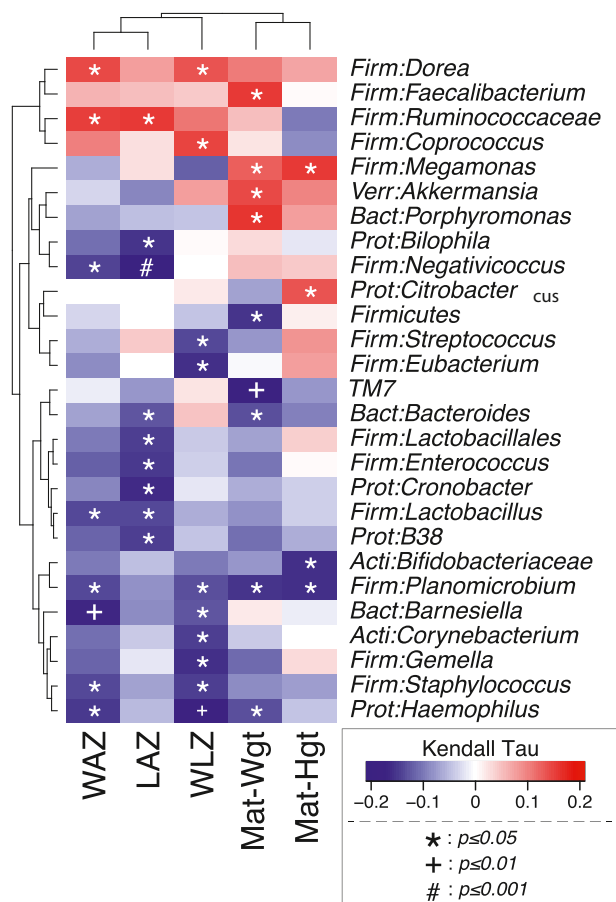 * * Firm:Dorea
* Firm:Faecalibacterium
* * Firm:Ruminococcaceae
* Firm:Coprococcus
* * Firm:Megamonas
* Verr:Akkermansia
* Bact:Porphyromonas
* Prot:Bilophila
* # Firm:Negativicoccus
* Prot:Citrobacter cus
* Firmicutes
* Firm:Streptococcus
* Firm:Eubacterium
+ TM7
* * Bact:Bacteroides
* Firm:Lactobacillales
* Firm:Enterococcus
* Prot:Cronobacter
* * Firm:Lactobacillus
* Prot:B38
* Acti:Bifidobacteriaceae
* * * * Firm:Planomicrobium
+ * Bact:Barnesiella
* Acti:Corynebacterium
* Firm:Gemella
* * Firm:Staphylococcus
* + * Prot:Haemophilus
WAZ LAZ WLZ Mat-Wgt Mat-Hgt
Kendall Tau
−0.2 −0.1 0 0.1 0.2
* : p≤0.05
+ : p≤0.01
# : p≤0.001